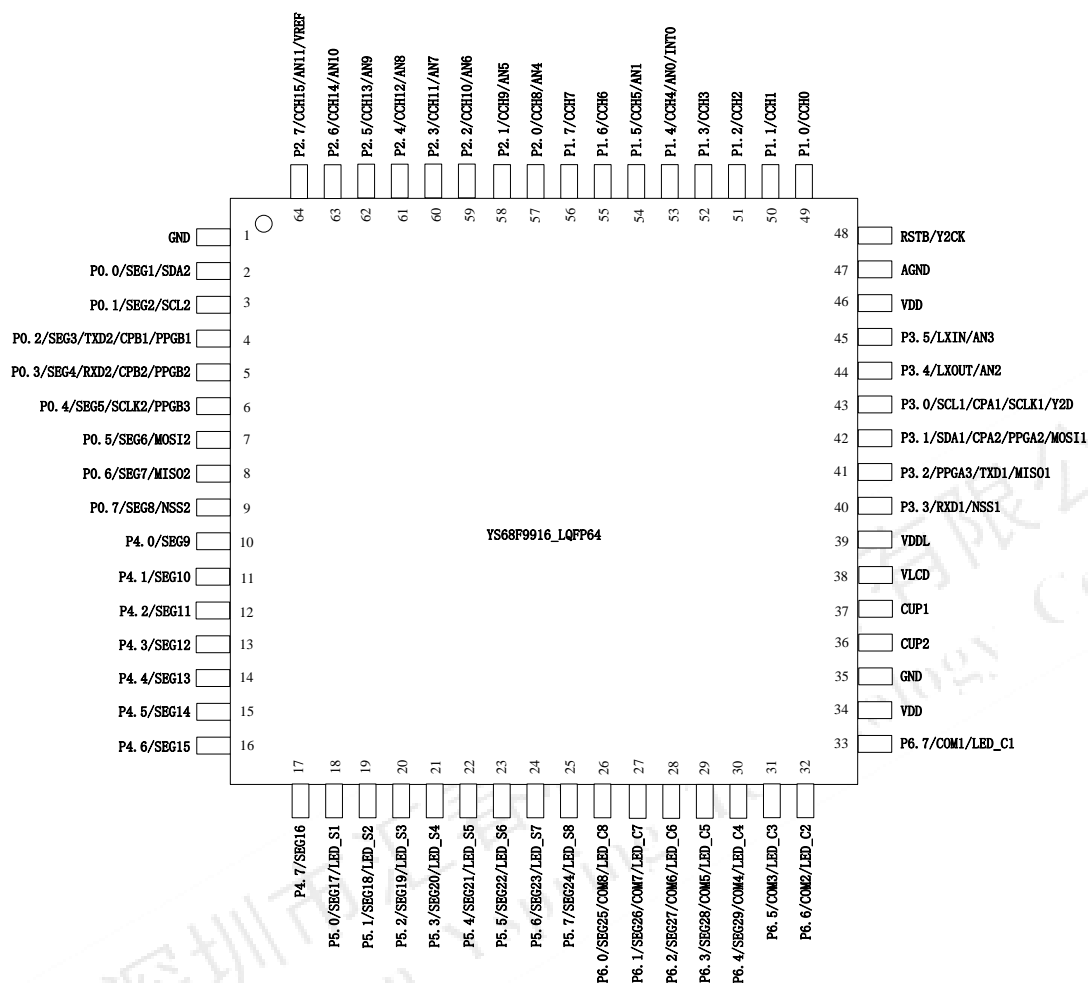 P2.7/CCH15/AN11/VREF
P2.6/CCH14/AN10
P2.5/CCH13/AN9
P2.4/CCH12/AN8
P2.3/CCH11/AN7
P2.2/CCH10/AN6
P2.1/CCH9/AN5
P2.0/CCH8/AN4
P1.7/CCH7
P1.6/CCH6
P1.5/CCH5/AN1
P1.4/CCH4/AN0/INT0
P1.3/CCH3
P1.2/CCH2
P1.1/CCH1
P1.0/CCH0
64 63 62 61 60 59 58 57 56 55 54 53 52 51 50 49
GND 1
P0.0/SEG1/SDA2 2
P0.1/SEG2/SCL2 3
P0.2/SEG3/TXD2/CPB1/PPGB1 4
P0.3/SEG4/RXD2/CPB2/PPGB2 5
P0.4/SEG5/SCLK2/PPGB3 6
P0.5/SEG6/MOSI2 7
P0.6/SEG7/MISO2 8
P0.7/SEG8/NSS2 9
P4.0/SEG9 10
P4.1/SEG10 11
P4.2/SEG11 12
P4.3/SEG12 13
P4.4/SEG13 14
P4.5/SEG14 15
P4.6/SEG15 16
YS68F9916_LQFP64
48 RSTB/Y2CK
47 AGND
46 VDD
45 P3.5/LXIN/AN3
44 P3.4/LXOUT/AN2
43 P3.0/SCL1/CPA1/SCLK1/Y2D
42 P3.1/SDA1/CPA2/PPGA2/MOSI1
41 P3.2/PPGA3/TXD1/MISO1
40 P3.3/RXD1/NSS1
39 VDDL
38 VLCD
37 CUP1
36 CUP2
35 GND
34 VDD
33 P6.7/COM1/LED_C1
17 18 19 20 21 22 23 24 25 26 27 28 29 30 31 32
P4.7/SEG16
P5.0/SEG17/LED_S1
P5.1/SEG18/LED_S2
P5.2/SEG19/LED_S3
P5.3/SEG20/LED_S4
P5.4/SEG21/LED_S5
P5.5/SEG22/LED_S6
P5.6/SEG23/LED_S7
P5.7/SEG24/LED_S8
P6.0/SEG25/COM8/LED_C8
P6.1/SEG26/COM7/LED_C7
P6.2/SEG27/COM6/LED_C6
P6.3/SEG28/COM5/LED_C5
P6.4/SEG29/COM4/LED_C4
P6.5/COM3/LED_C3
P6.6/COM2/LED_C2